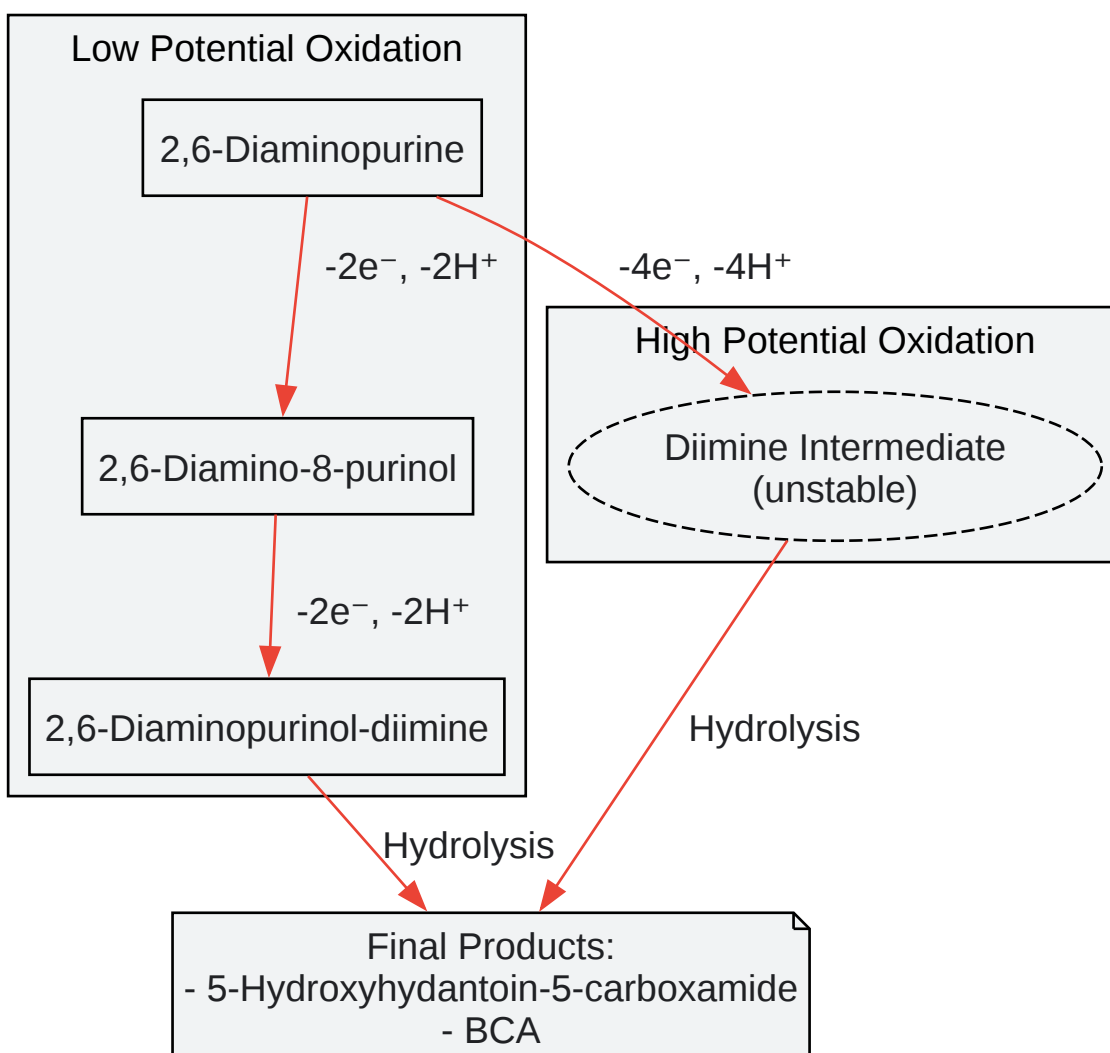 Low Potential Oxidation
2,6-Diaminopurine
-2e⁻, -2H⁺
-4e⁻, -4H⁺
High Potential Oxidation
Diimine Intermediate
(unstable)
2,6-Diamino-8-purinol
-2e⁻, -2H⁺
2,6-Diaminopurinol-diimine
Hydrolysis
Hydrolysis
Final Products:
- 5-Hydroxyhydantoin-5-carboxamide
- BCA